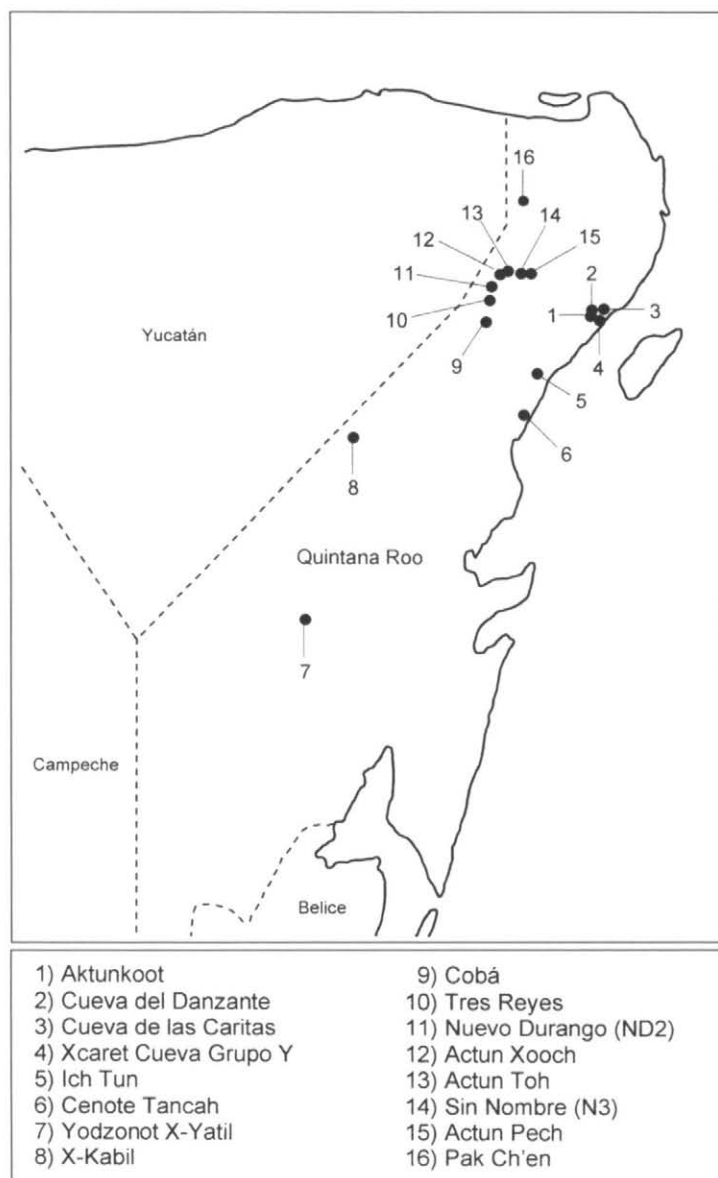 16
13
14
12
15
11
2
10
3
1
Yucatán
9
4
5
6
8
Quintana Roo
7
Campeche
Belice
1) Aktunkoot
2) Cueva del Danzante
3) Cueva de las Caritas
4) Xcaret Cueva Grupo Y
5) Ich Tun
6) Cenote Tancah
7) Yodzonot X-Yatil
8) X-Kabil
9) Cobá
10) Tres Reyes
11) Nuevo Durango (ND2)
12) Actun Xooch
13) Actun Toh
14) Sin Nombre (N3)
15) Actun Pech
16) Pak Ch'en